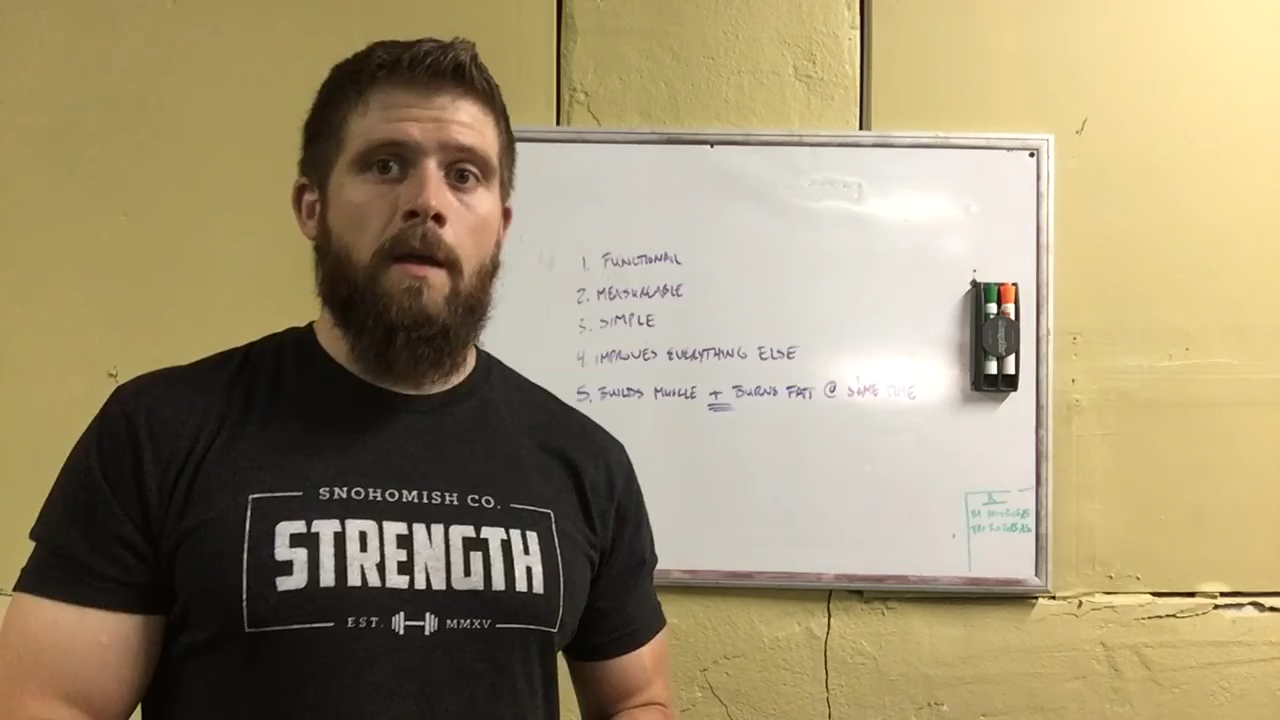 1. FUNCTIONAL
2. MEASUREABLE
3. SIMPLE
4. IMPROVES EVERYTHING ELSE
5. BUILDS MUSCLE + BURNS FAT @ SAME TIME
SNOHOMISH CO.
STRENGTH
EST. MMXV